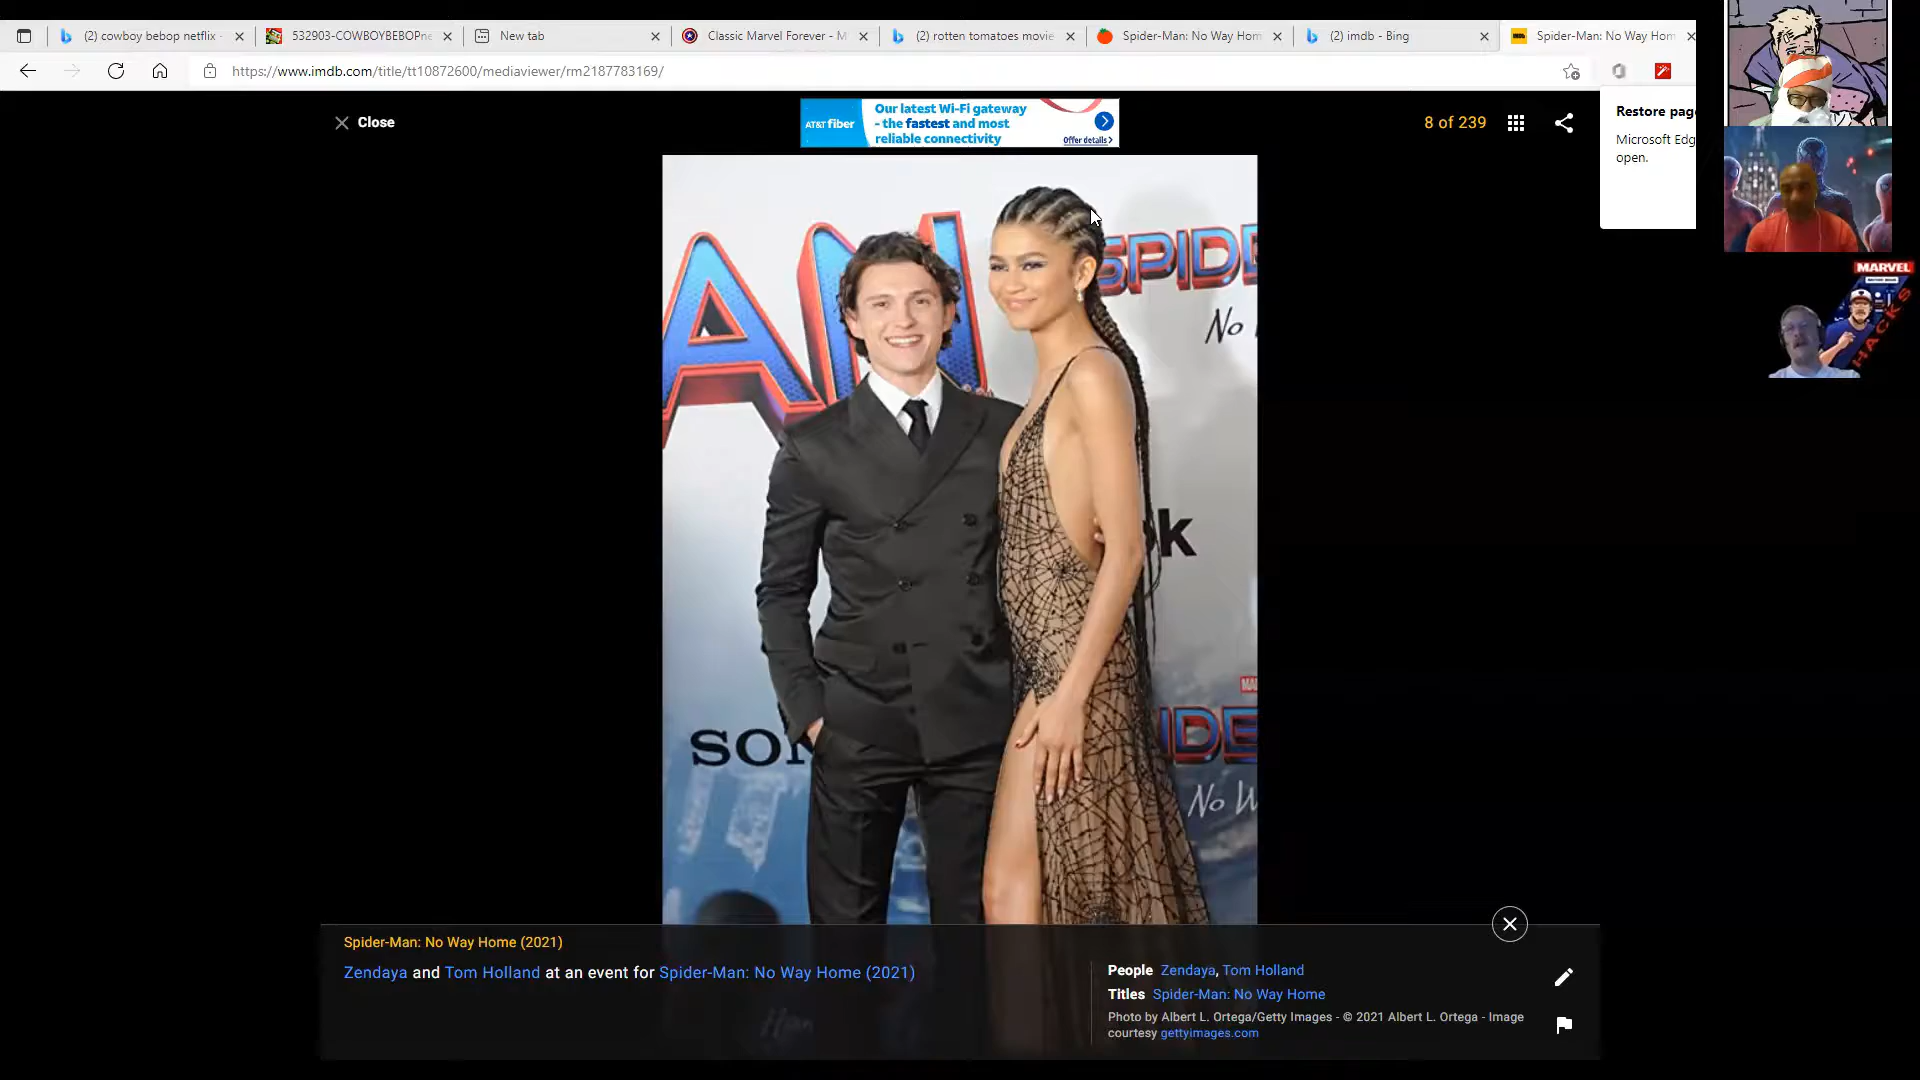 (2) cowboy bebop netflix -
532903-COWBOYBEBOPne
New tab
Classic Marvel Forever - M
(2) rotten tomatoes movie
Spider-Man: No Way Hom
(2) imdb - Bing
Spider-Man: No Way Hom
https://www.imdb.com/title/tt10872600/mediaviewer/rm2187783169/
Close
AT&T fiber
Our latest Wi-Fi gateway
- the fastest and most
reliable connectivity
Offer details
8 of 239
Restore pag
Microsoft Edg
open.
MARVEL
HACKS
AN
SPIDE
No
k
SON
IDE
No W
Spider-Man: No Way Home (2021)
Zendaya and Tom Holland at an event for Spider-Man: No Way Home (2021)
People Zendaya, Tom Holland
Titles Spider-Man: No Way Home
Photo by Albert L. Ortega/Getty Images - © 2021 Albert L. Ortega - Image
courtesy gettyimages.com